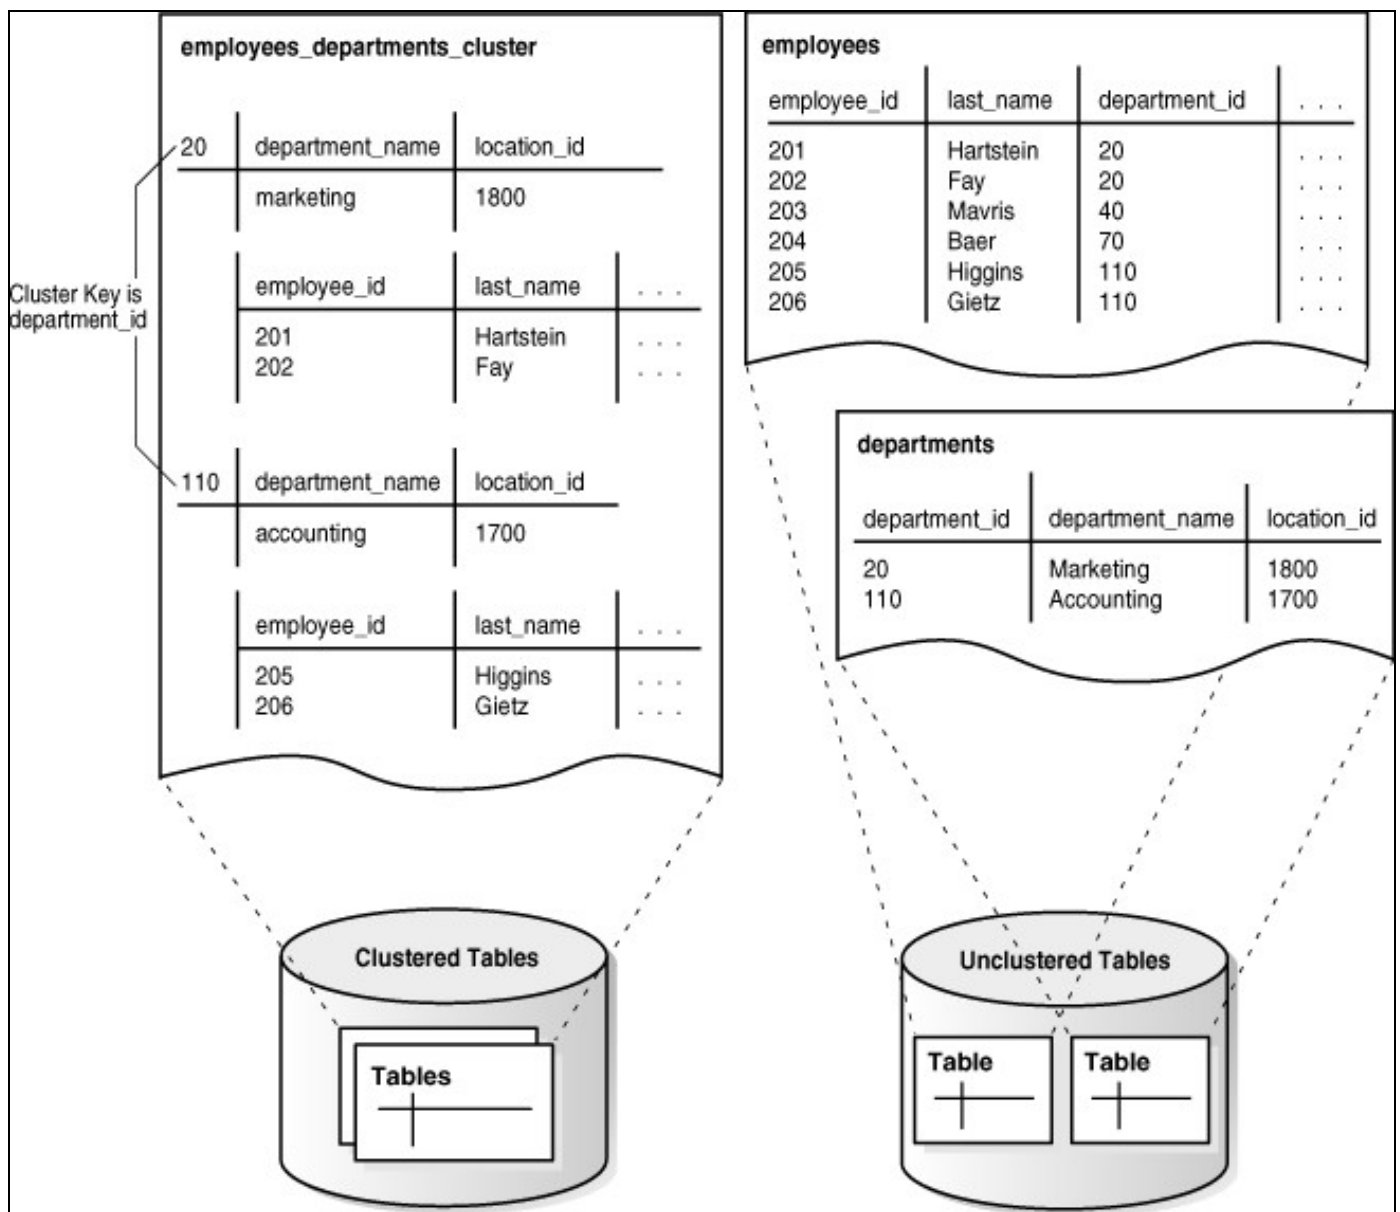 employees_departments_cluster
20 department_name location_id
marketing 1800
employee_id last_name . . .
201 Hartstein . . .
202 Fay . . .
Cluster Key is
department_id
110 department_name location_id
accounting 1700
employee_id last_name . . .
205 Higgins . . .
206 Gietz . . .
Clustered Tables
Tables
employees
employee_id last_name department_id . . .
201 Hartstein 20 . . .
202 Fay 20 . . .
203 Mavris 40 . . .
204 Baer 70 . . .
205 Higgins 110 . . .
206 Gietz 110 . . .
departments
department_id department_name location_id
20 Marketing 1800
110 Accounting 1700
Unclustered Tables
Table Table